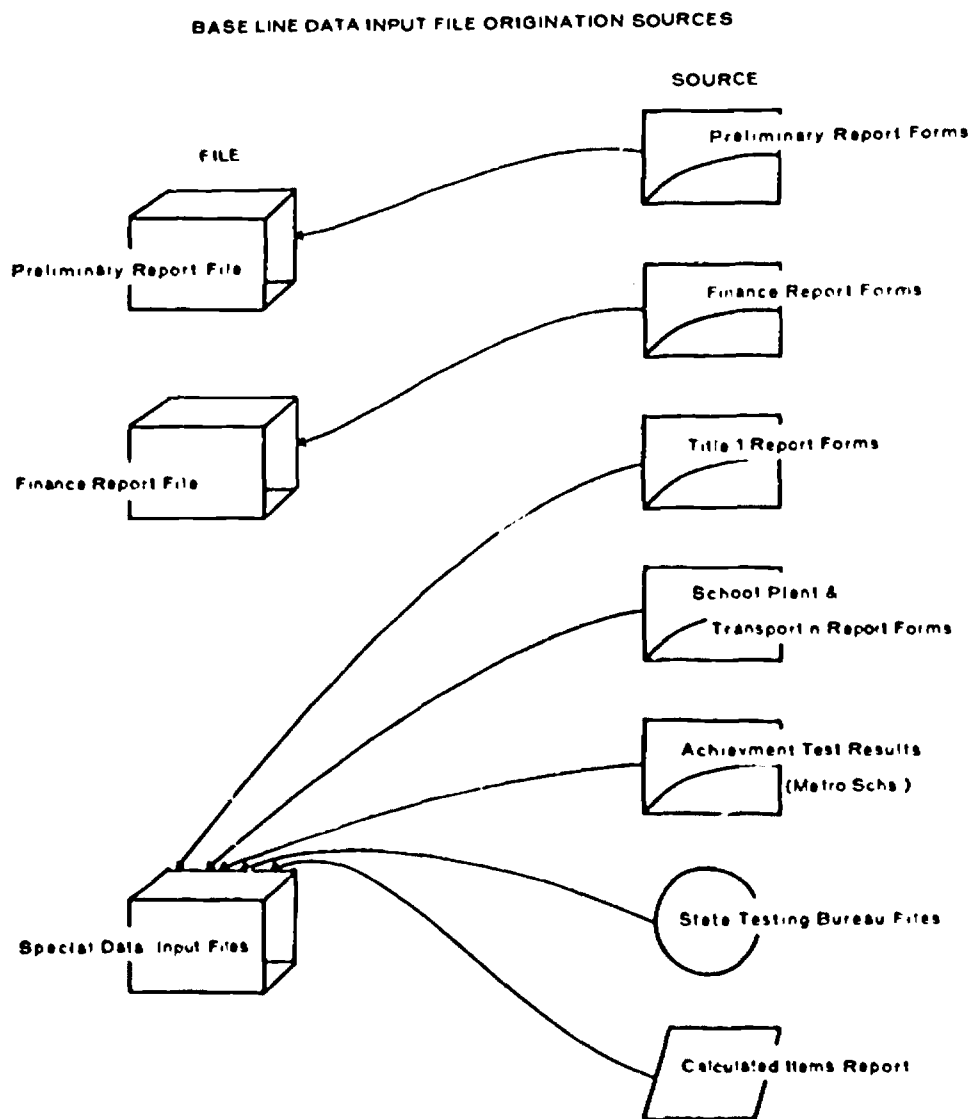 BASE LINE DATA INPUT FILE ORIGINATION SOURCES
SOURCE
FILE
Preliminary Report Forms
Preliminary Report File
Finance Report Forms
Finance Report File
Title 1 Report Forms
School Plant &
Transport n Report Forms
Achievment Test Results
(Metro Schs )
State Testing Bureau Files
Special Data Input Files
Calculated Items Report